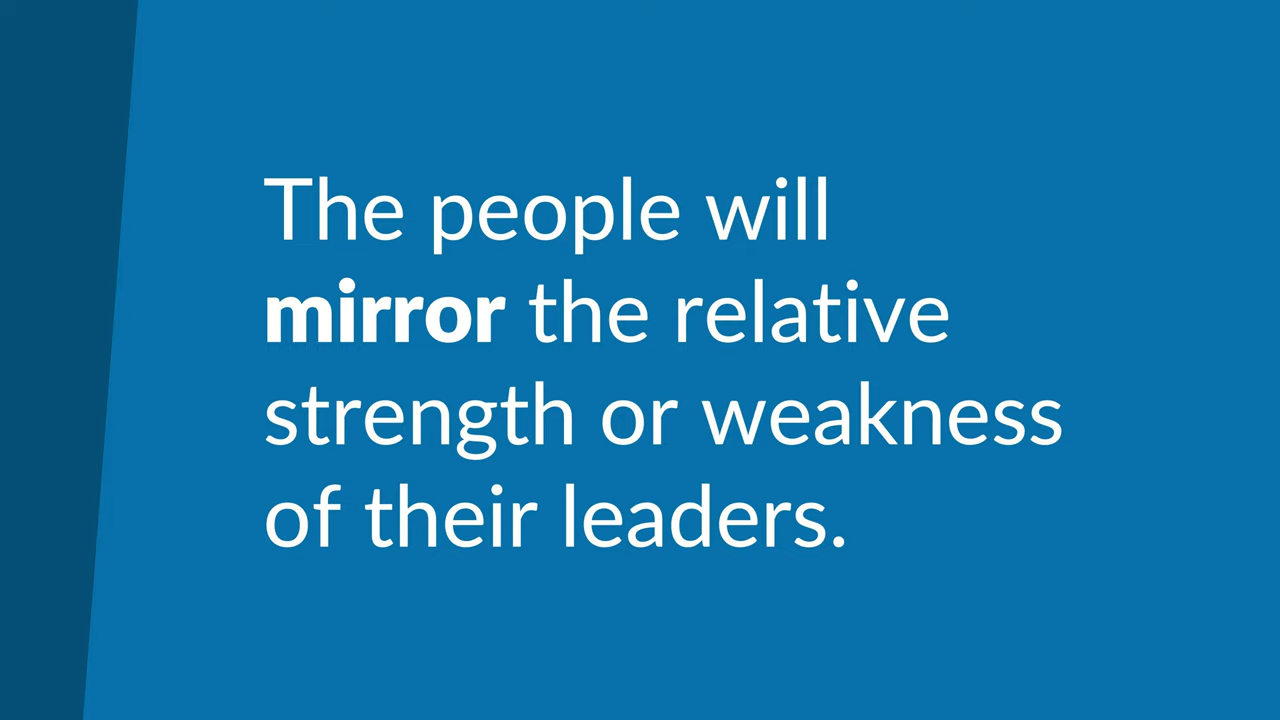 The people will
mirror the relative
strength or weakness
of their leaders.